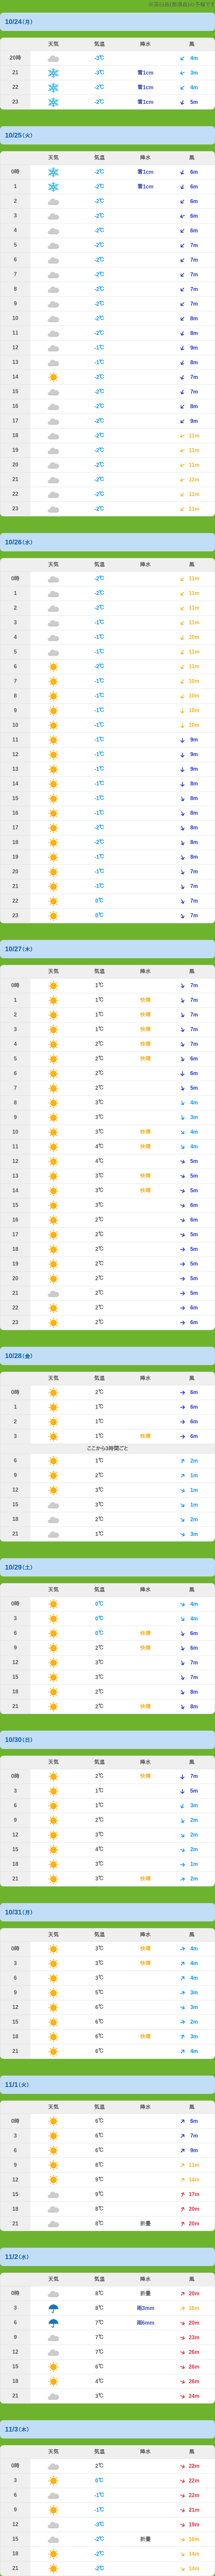 10/24(月)
天気 気温 降水 風
20時 -3℃ 4m
21 -3℃ 雪1cm 3m
22 -2℃ 雪1cm 4m
23 -2℃ 雪1cm 5m
10/25(火)
天気 気温 降水 風
0時 -2℃ 雪1cm 6m
1 -2℃ 雪1cm 6m
2 -2℃ 6m
3 -2℃ 6m
4 -2℃ 6m
5 -2℃ 7m
6 -2℃ 7m
7 -2℃ 7m
8 -2℃ 7m
9 -2℃ 7m
10 -2℃ 8m
11 -2℃ 8m
12 -1℃ 9m
13 -1℃ 8m
14 -2℃ 7m
15 -2℃ 7m
16 -2℃ 8m
17 -2℃ 9m
18 -2℃ 11m
19 -2℃ 11m
20 -2℃ 11m
21 -2℃ 12m
22 -2℃ 11m
23 -2℃ 11m
10/26(水)
天気 気温 降水 風
0時 -2℃ 11m
1 -2℃ 11m
2 -2℃ 11m
3 -1℃ 11m
4 -1℃ 10m
5 -1℃ 11m
6 -2℃ 11m
7 -1℃ 10m
8 -1℃ 10m
9 -1℃ 10m
10 -1℃ 10m
11 -1℃ 9m
12 -1℃ 9m
13 -1℃ 9m
14 -1℃ 8m
15 -1℃ 8m
16 -1℃ 8m
17 -2℃ 8m
18 -2℃ 8m
19 -1℃ 8m
20 -1℃ 7m
21 -1℃ 7m
22 0℃ 7m
23 0℃ 7m
10/27(木)
天気 気温 降水 風
0時 1℃ 7m
1 1℃ 快晴 7m
2 1℃ 快晴 7m
3 1℃ 快晴 7m
4 2℃ 快晴 7m
5 2℃ 快晴 6m
6 2℃ 6m
7 2℃ 5m
8 3℃ 4m
9 3℃ 3m
10 3℃ 快晴 4m
11 4℃ 快晴 4m
12 4℃ 5m
13 3℃ 快晴 5m
14 3℃ 快晴 5m
15 3℃ 6m
16 2℃ 6m
17 2℃ 5m
18 2℃ 5m
19 2℃ 5m
20 2℃ 5m
21 2℃ 5m
22 2℃ 6m
23 2℃ 6m
10/28(金)
天気 気温 降水 風
0時 2℃ 6m
1 1℃ 6m
2 1℃ 6m
3 1℃ 快晴 6m
ここから3時間ごと
6 1℃ 2m
9 2℃ 1m
12 3℃ 1m
15 3℃ 1m
18 2℃ 2m
21 1℃ 3m
10/29(土)
天気 気温 降水 風
0時 0℃ 4m
3 0℃ 4m
6 0℃ 快晴 6m
9 2℃ 快晴 6m
12 3℃ 7m
15 3℃ 7m
18 2℃ 8m
21 2℃ 快晴 8m
10/30(日)
天気 気温 降水 風
0時 2℃ 快晴 7m
3 1℃ 5m
6 1℃ 3m
9 2℃ 2m
12 3℃ 2m
15 4℃ 2m
18 3℃ 1m
21 3℃ 快晴 2m
10/31(月)
天気 気温 降水 風
0時 3℃ 快晴 4m
3 3℃ 快晴 4m
6 3℃ 4m
9 5℃ 3m
12 6℃ 3m
15 6℃ 2m
18 6℃ 快晴 3m
21 6℃ 4m
11/1(火)
天気 気温 降水 風
0時 6℃ 6m
3 6℃ 7m
6 6℃ 9m
9 8℃ 11m
12 9℃ 14m
15 9℃ 17m
18 8℃ 20m
21 8℃ 折曇 20m
11/2(水)
天気 気温 降水 風
0時 8℃ 折曇 20m
3 8℃ 雨3mm 16m
6 7℃ 雨6mm 20m
9 7℃ 23m
12 7℃ 26m
15 6℃ 26m
18 4℃ 26m
21 3℃ 24m
11/3(木)
天気 気温 降水 風
0時 2℃ 22m
3 0℃ 22m
6 -1℃ 22m
9 -1℃ 21m
12 -3℃ 19m
15 -2℃ 折曇 16m
18 -2℃ 14m
21 -2℃ 14m